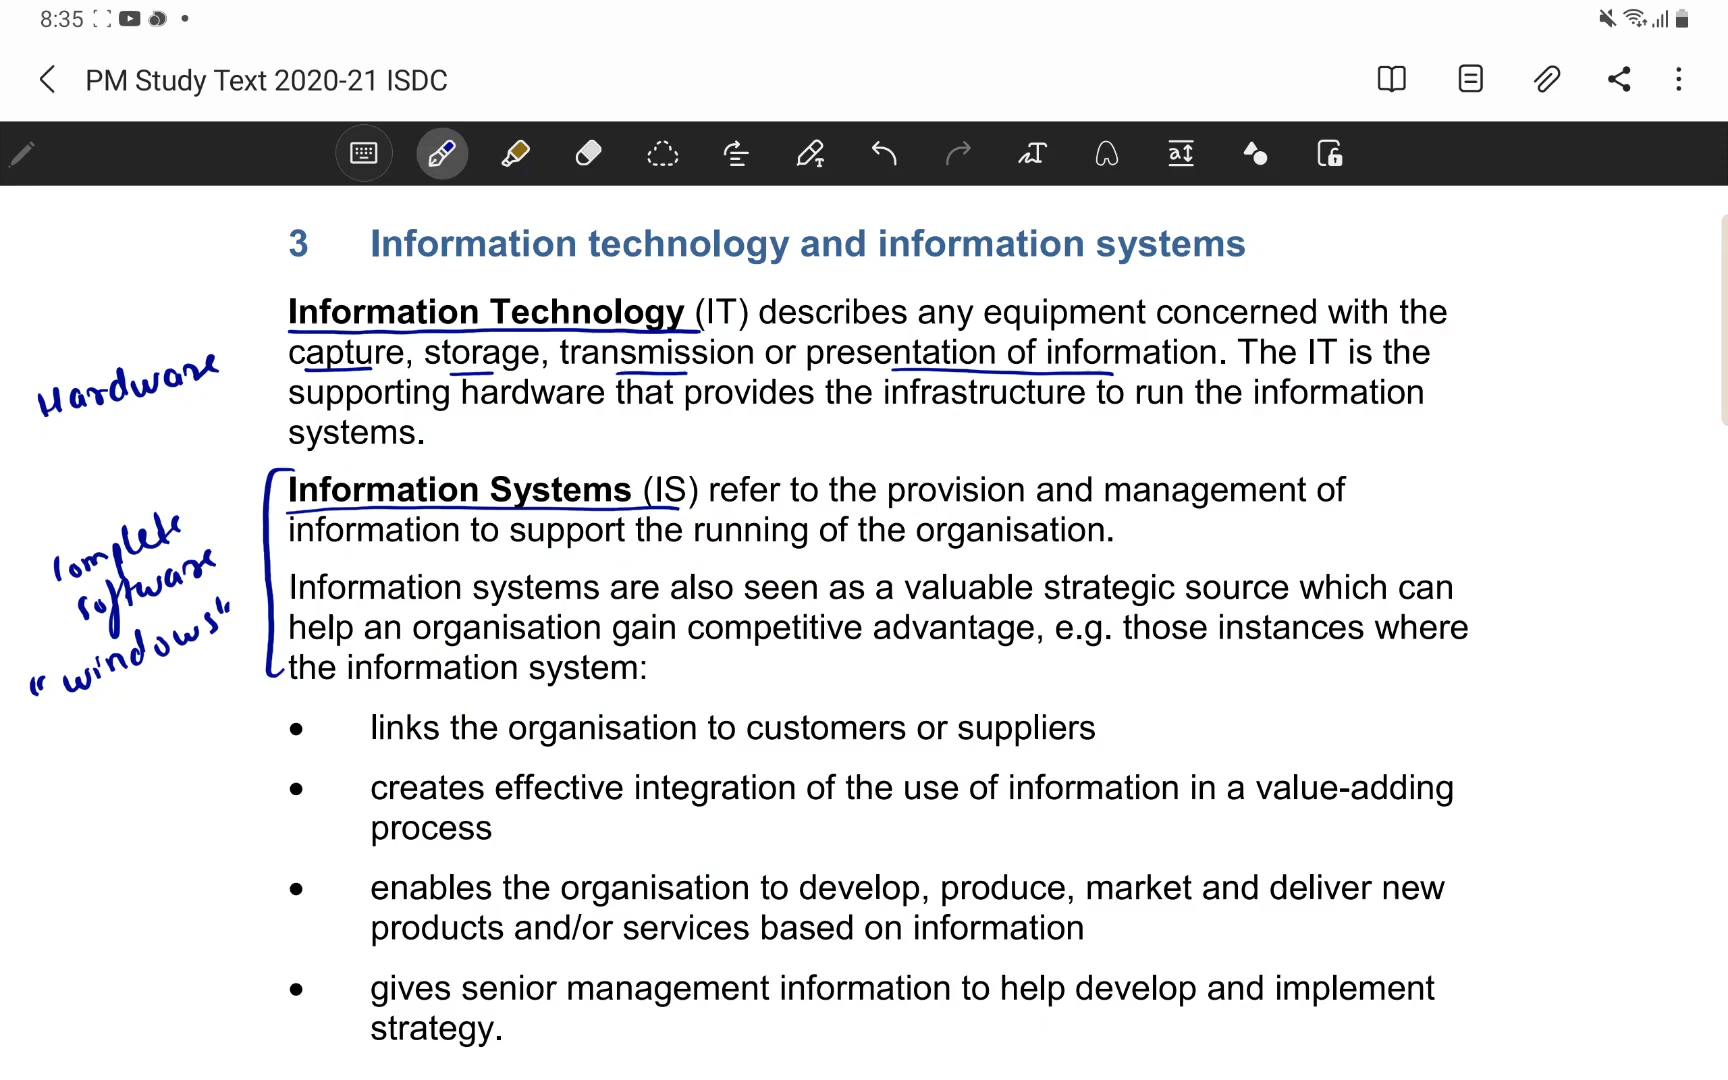 8:35
PM Study Text 2020-21 ISDC
3 Information technology and information systems
Information Technology (IT) describes any equipment concerned with the
capture, storage, transmission or presentation of information. The IT is the
supporting hardware that provides the infrastructure to run the information
systems.
Hardware
Information Systems (IS) refer to the provision and management of
information to support the running of the organisation.
Information systems are also seen as a valuable strategic source which can
help an organisation gain competitive advantage, e.g. those instances where
the information system:
Complete
software
"windows"
• links the organisation to customers or suppliers
• creates effective integration of the use of information in a value-adding
process
• enables the organisation to develop, produce, market and deliver new
products and/or services based on information
• gives senior management information to help develop and implement
strategy.